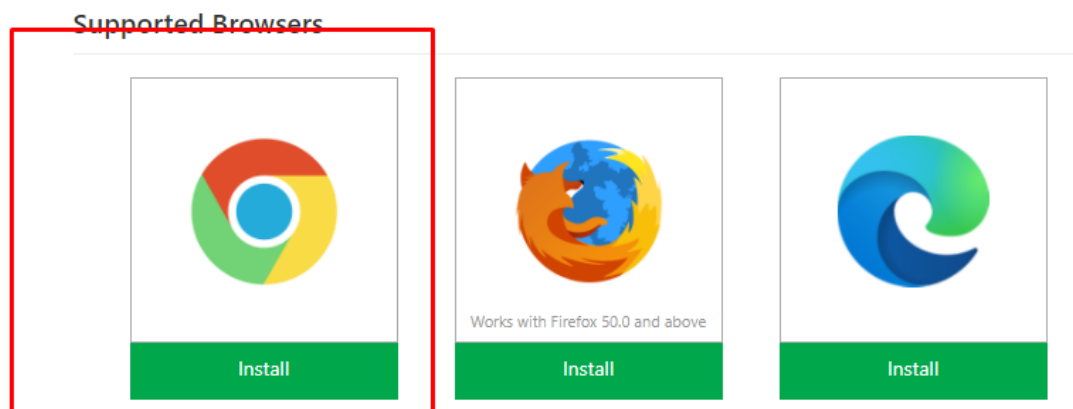 Supported Browsers
Works with Firefox 50.0 and above
Install
Install
Install